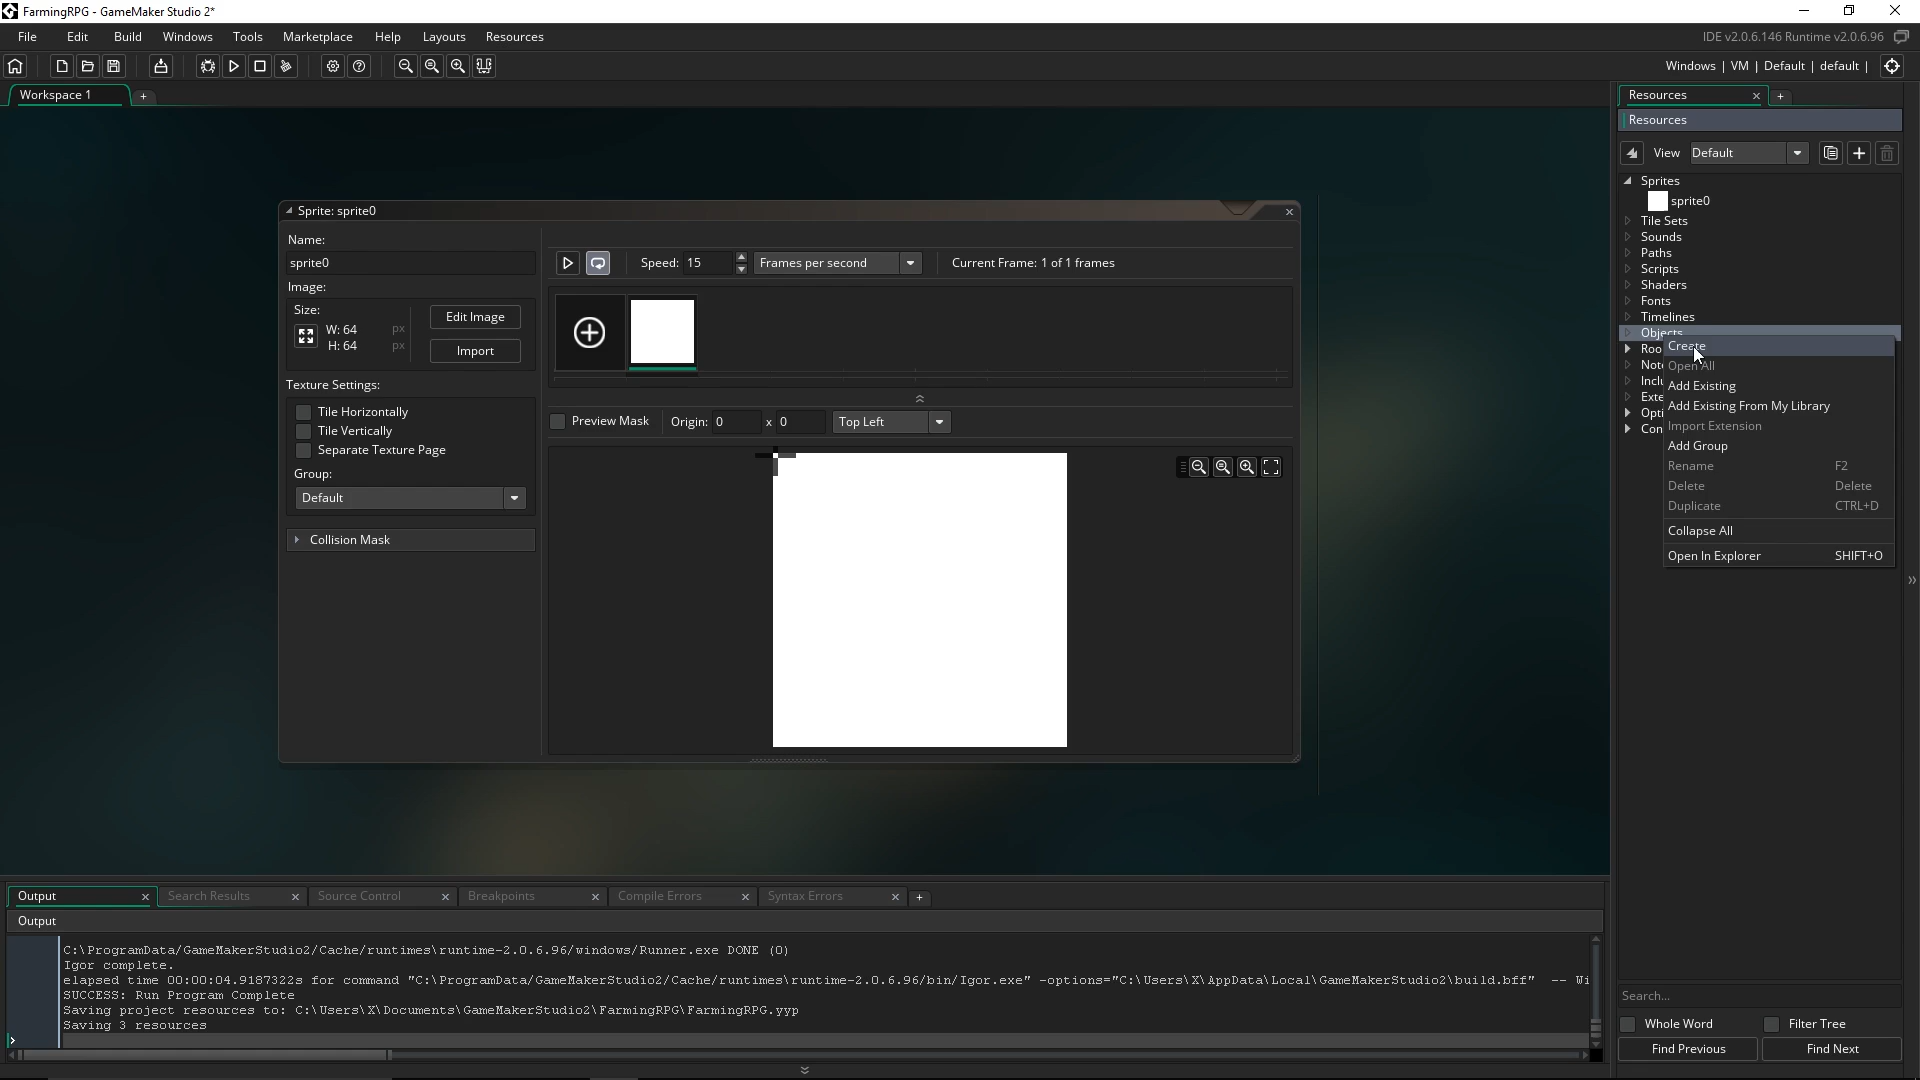 FarmingRPG - GameMaker Studio 2*
File Edit Build Windows Tools Marketplace Help Layouts Resources
IDE v2.0.6.146 Runtime v2.0.6.96
Windows | VM | Default | default |
Workspace 1
Sprite: sprite0
Name:
sprite0
Image:
Size:
W: 64 px
H: 64 px
Edit Image
Import
Texture Settings:
Tile Horizontally
Tile Vertically
Separate Texture Page
Group:
Default
Collision Mask
Speed: 15 Frames per second Current Frame: 1 of 1 frames
Preview Mask Origin: 0 x 0 Top Left
Resources
Resources
View Default
Sprites
sprite0
Tile Sets
Sounds
Paths
Scripts
Shaders
Fonts
Timelines
Objects
Roo
Note
Inclu
Exte
Opti
Con
Create
Open All
Add Existing
Add Existing From My Library
Import Extension
Add Group
Rename F2
Delete Delete
Duplicate CTRL+D
Collapse All
Open In Explorer SHIFT+O
Output Search Results Source Control Breakpoints Compile Errors Syntax Errors
Output
C:\ProgramData/GameMakerStudio2/Cache/runtimes\runtime-2.0.6.96/windows/Runner.exe DONE (0)
Igor complete.
elapsed time 00:00:04.9187322s for command "C:\ProgramData/GameMakerStudio2/Cache/runtimes\runtime-2.0.6.96/bin/Igor.exe" -options="C:\Users\X\AppData\Local\GameMakerStudio2\build.bff" -- Wi
SUCCESS: Run Program Complete
Saving project resources to: C:\Users\X\Documents\GameMakerStudio2\FarmingRPG\FarmingRPG.yyp
Saving 3 resources
Search...
Whole Word Filter Tree
Find Previous Find Next